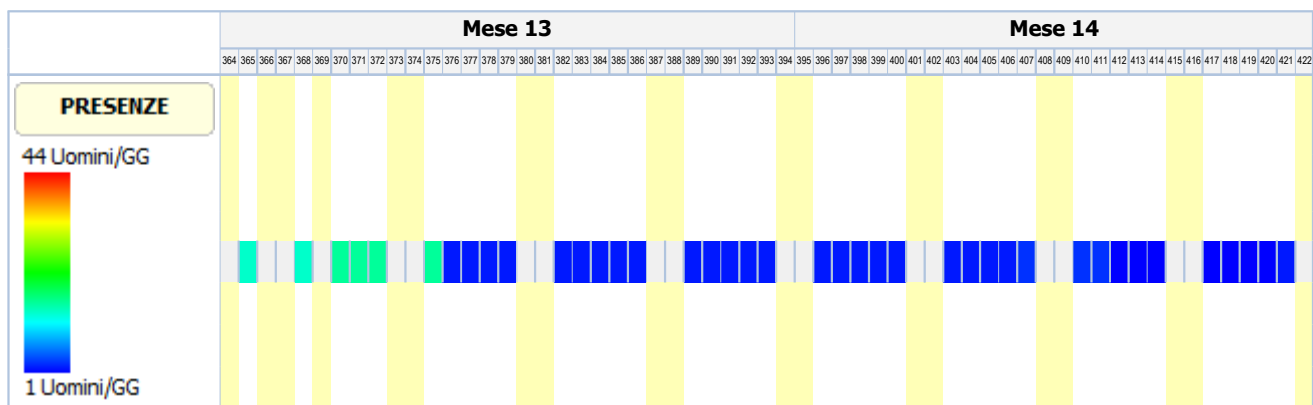 Mese 13 Mese 14
364 365 366 367 368 369 370 371 372 373 374 375 376 377 378 379 380 381 382 383 384 385 386 387 388 389 390 391 392 393 394 395 396 397 398 399 400 401 402 403 404 405 406 407 408 409 410 411 412 413 414 415 416 417 418 419 420 421 422
PRESENZE
44 Uomini/GG
1 Uomini/GG